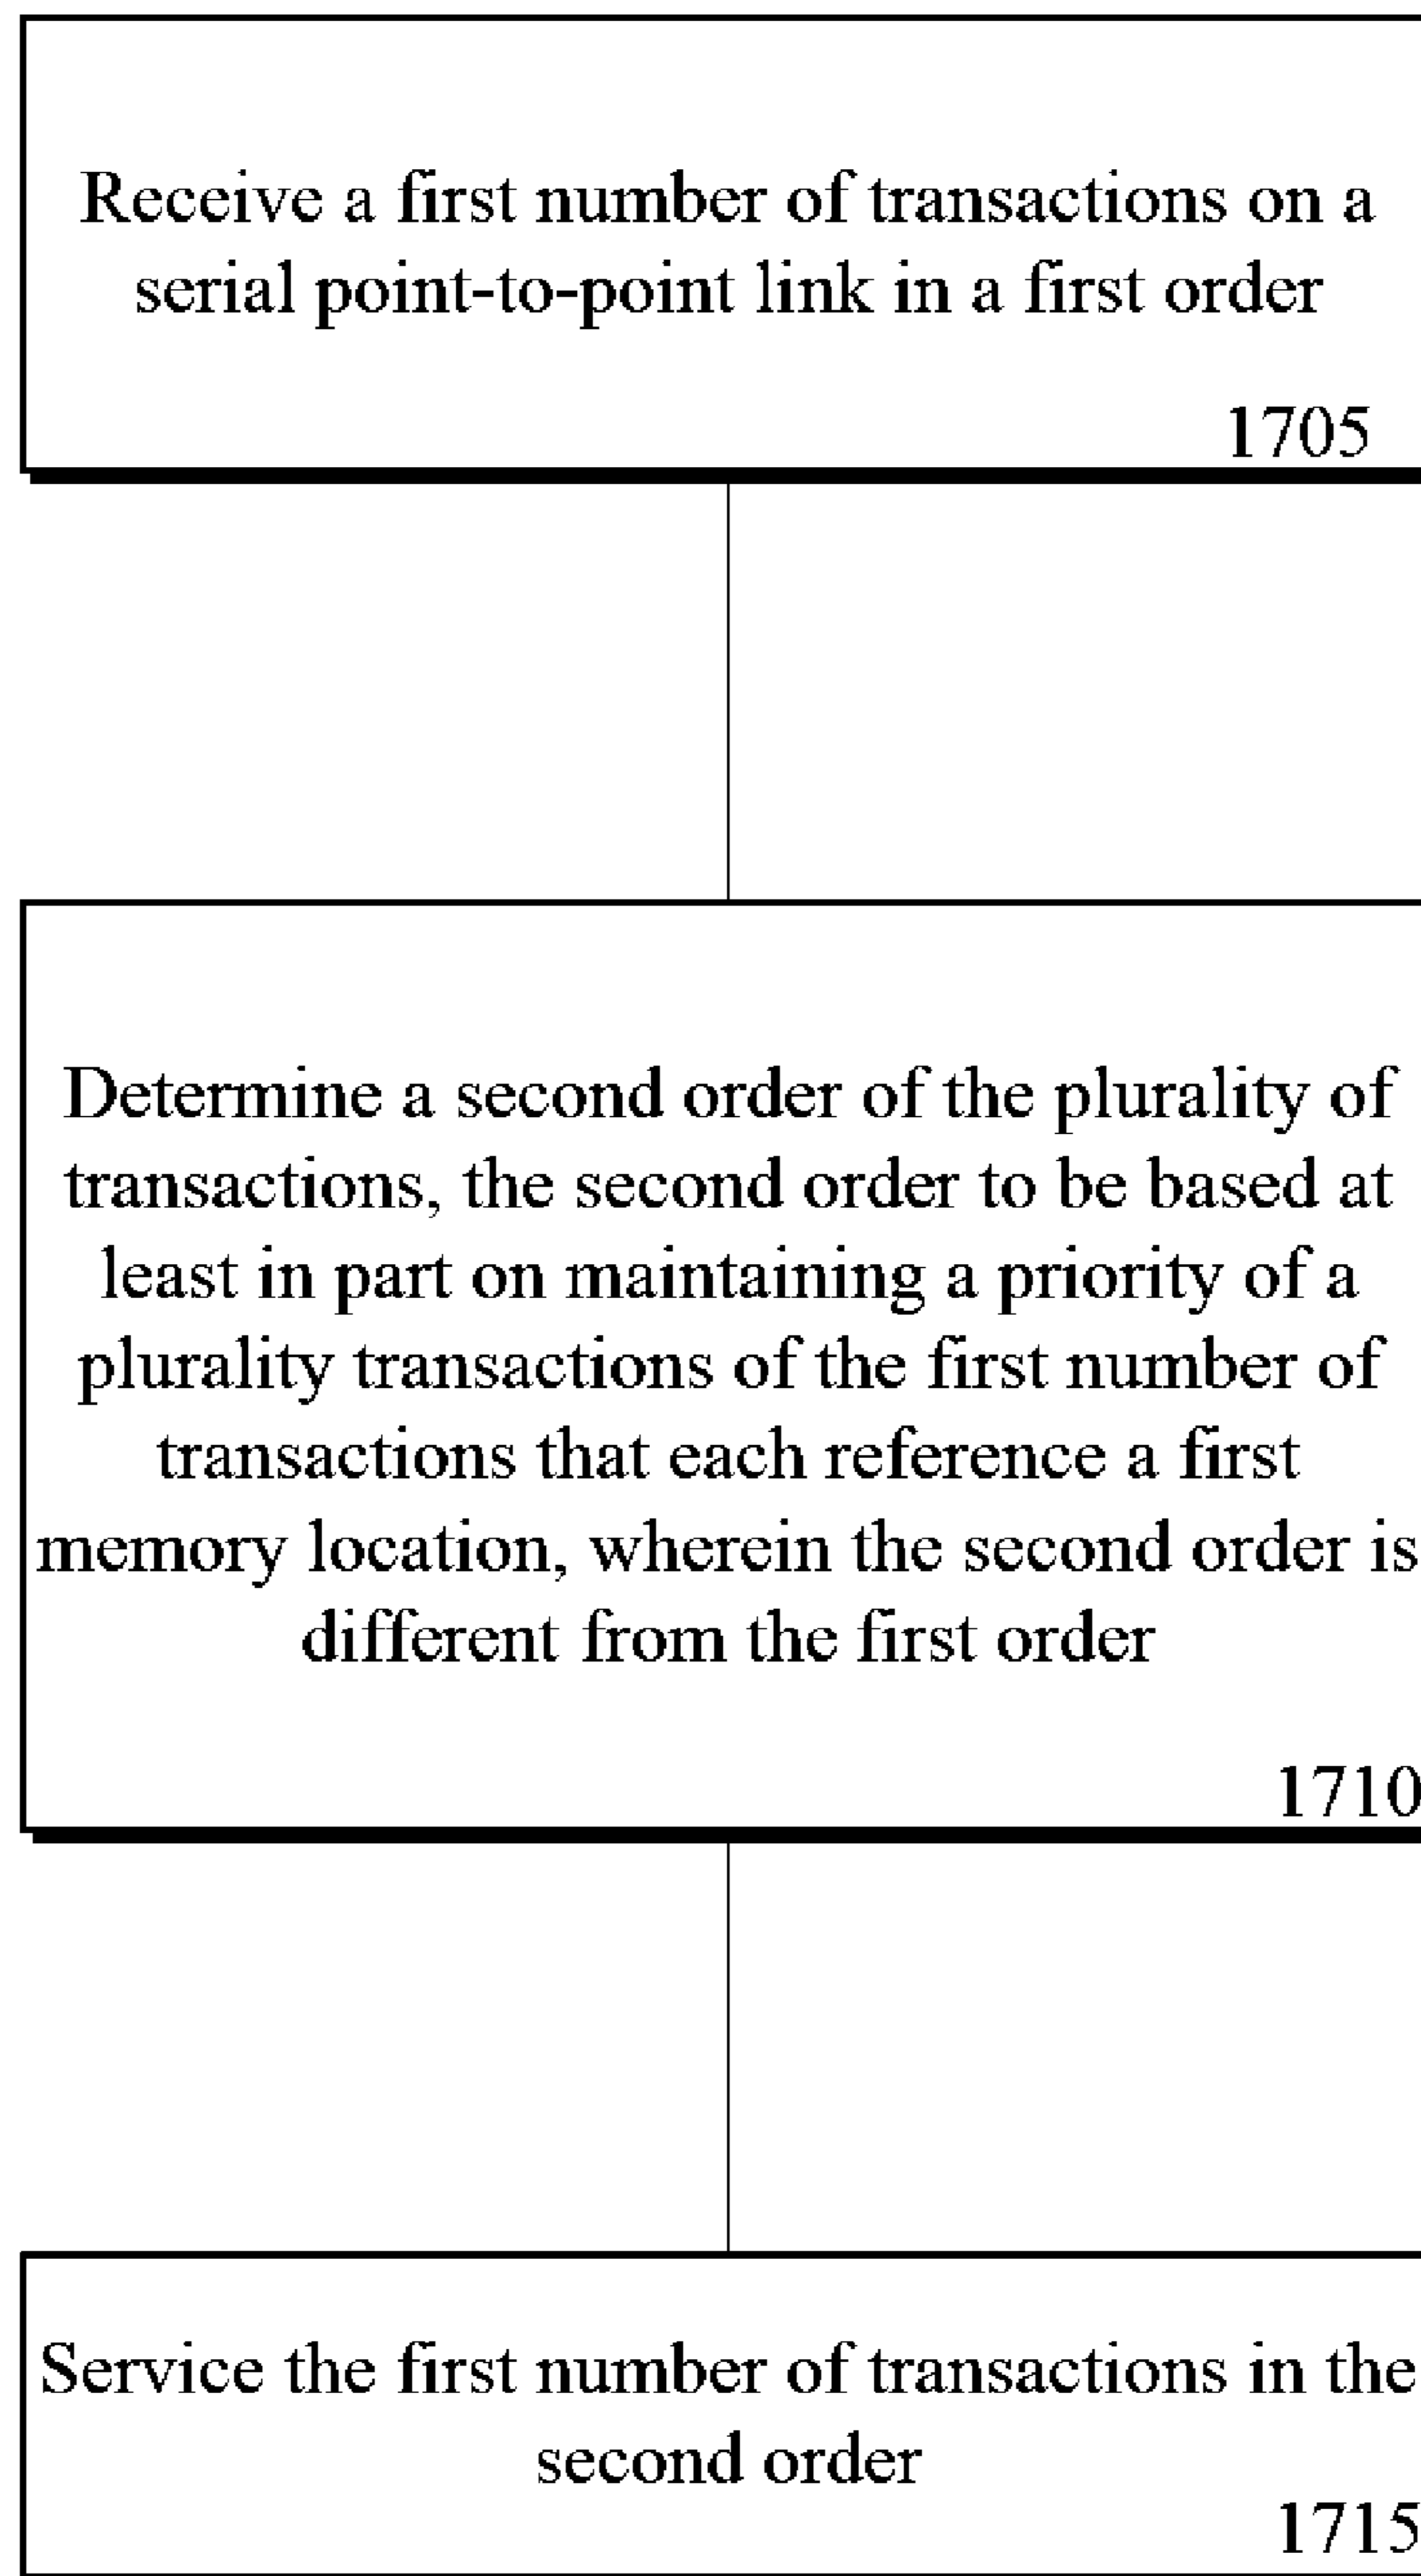 Receive a first number of transactions on a
serial point-to-point link in a first order
1705
Determine a second order of the plurality of
transactions, the second order to be based at
least in part on maintaining a priority of a
plurality transactions of the first number of
transactions that each reference a first
memory location, wherein the second order is
different from the first order
1710
Service the first number of transactions in the
second order
1715